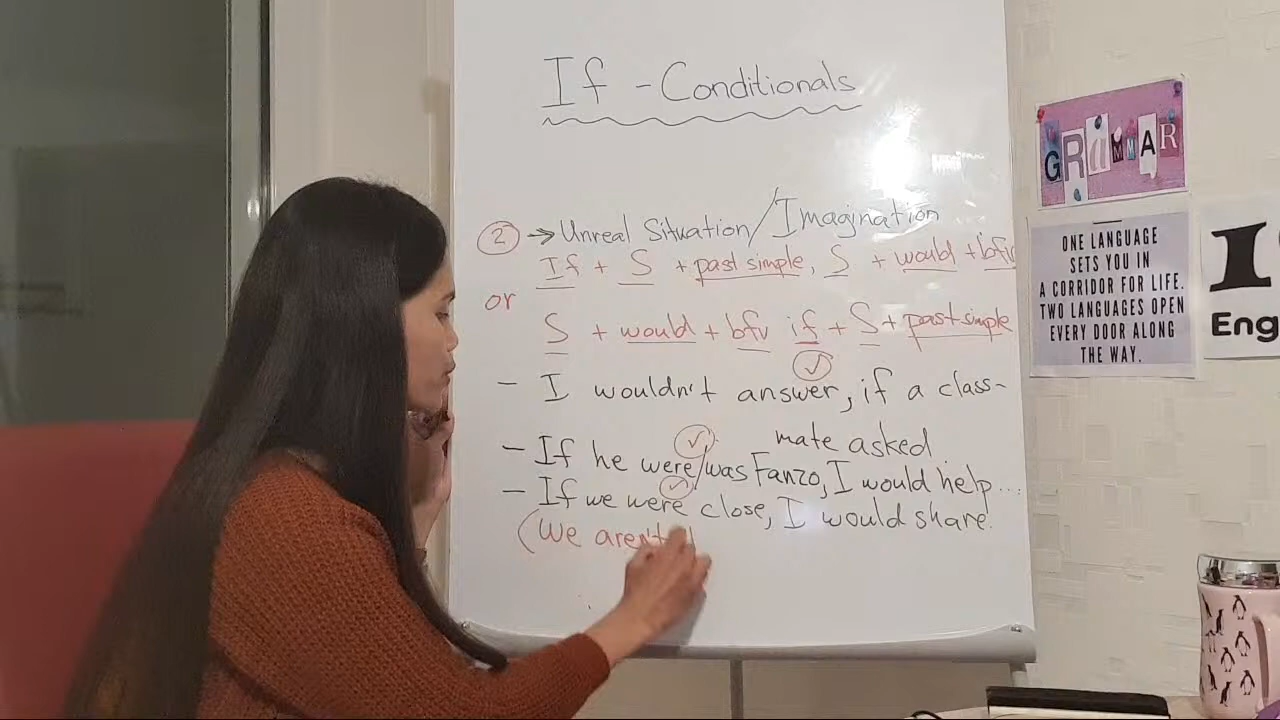 If - Conditionals
② → Unreal Situation/Imagination
If + S + past simple, S + would + bfv
or
S + would + bfv if + S + past simple
- I wouldn't answer, if a class-
mate asked
- If he were/was Fanzo, I would help...
- If we were close, I would share.
(We aren't
GRAMMAR
ONE LANGUAGE
SETS YOU IN
A CORRIDOR FOR LIFE.
TWO LANGUAGES OPEN
EVERY DOOR ALONG
THE WAY.
I
Eng